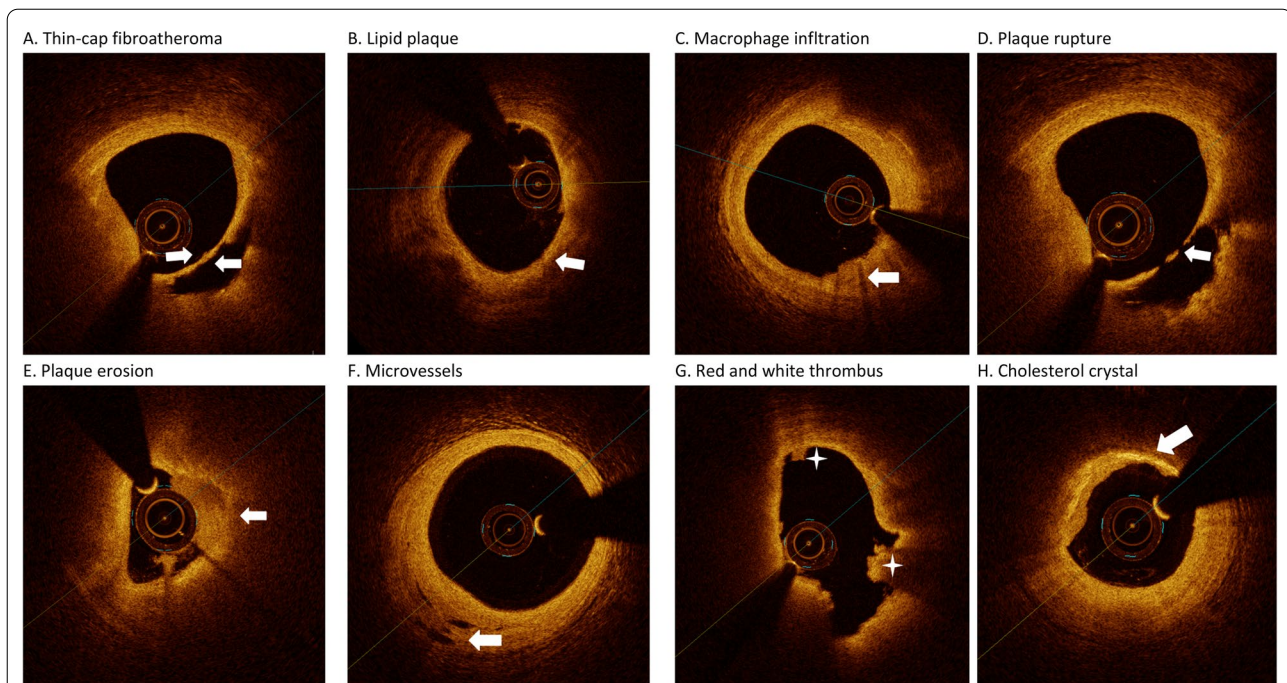 A. Thin-cap fibroatheroma
B. Lipid plaque
C. Macrophage infltration
D. Plaque rupture
E. Plaque erosion
F. Microvessels
G. Red and white thrombus
H. Cholesterol crystal